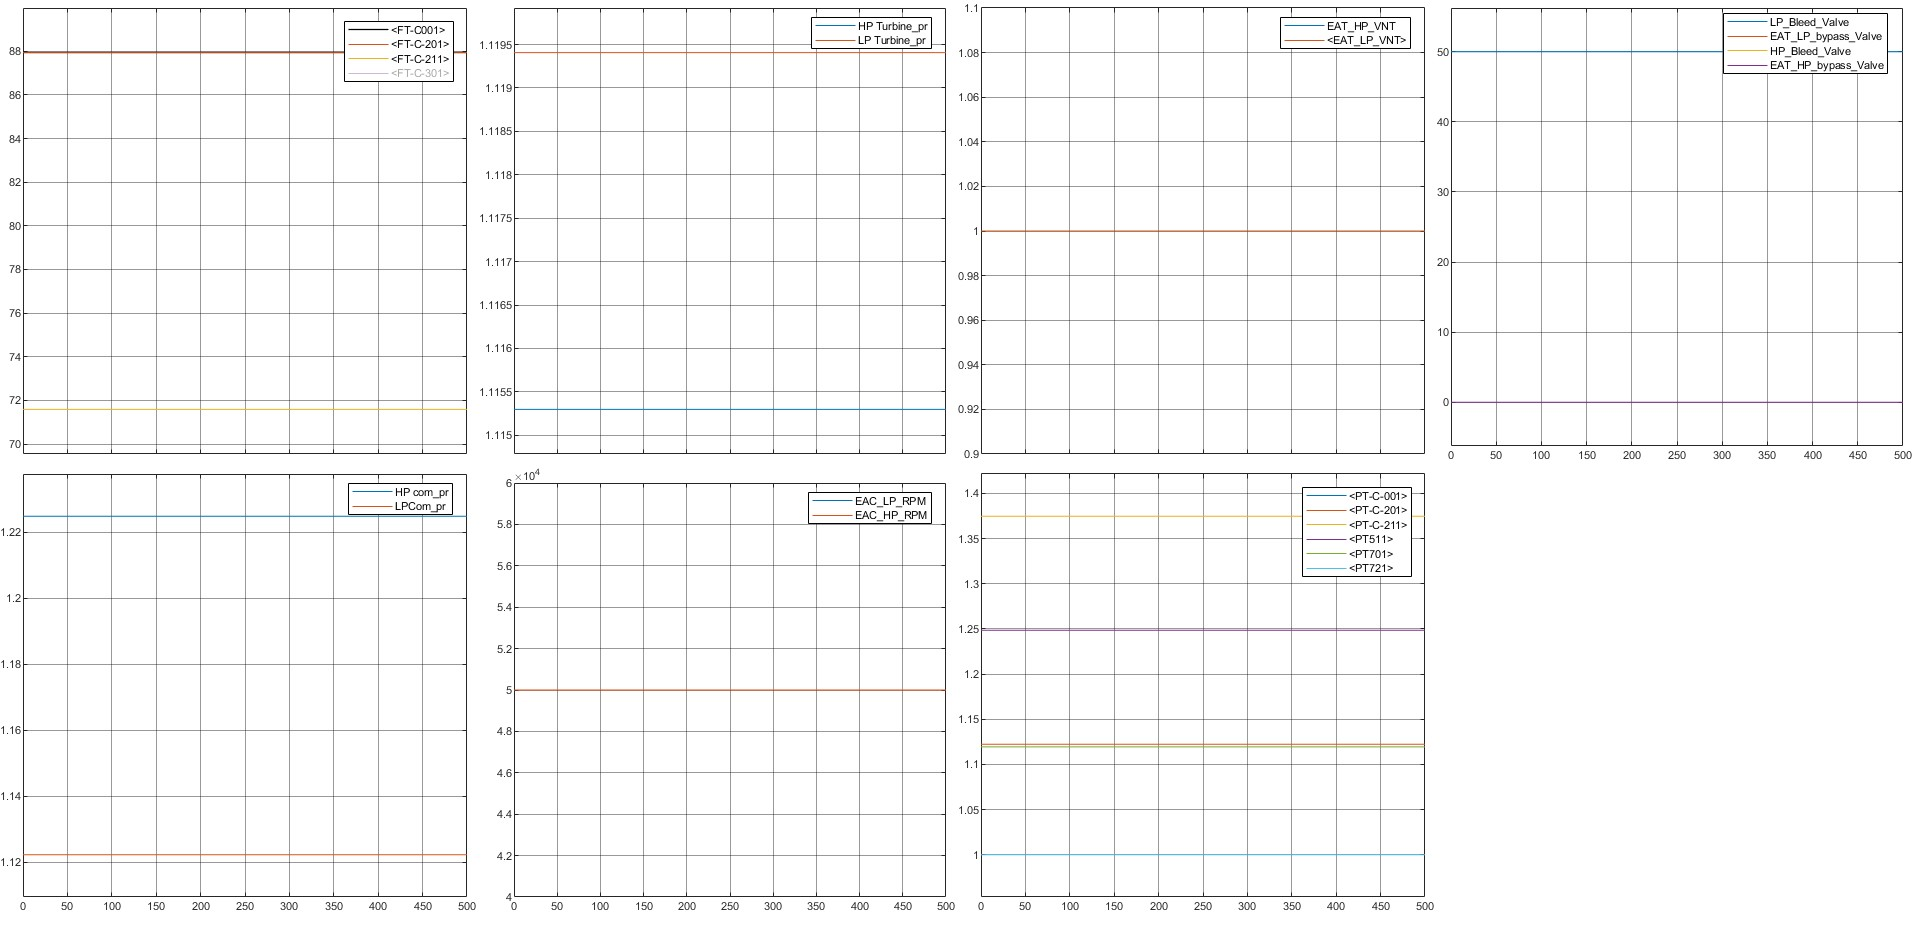 <FT-C001>
<FT-C-201>
<FT-C-211>
<FT-C-301>
88
86
84
82
80
78
76
74
72
70
HP Turbine_pr
LP Turbine_pr
1.1195
1.119
1.1185
1.118
1.1175
1.117
1.1165
1.116
1.1155
1.115
EAT_HP_VNT
<EAT_LP_VNT>
1.1
1.08
1.06
1.04
1.02
1
0.98
0.96
0.94
0.92
0.9
LP_Bleed_Valve
EAT_LP_bypass_Valve
HP_Bleed_Valve
EAT_HP_bypass_Valve
50
40
30
20
10
0
0 50 100 150 200 250 300 350 400 450 500
HP com_pr
LPCom_pr
1.22
1.2
1.18
1.16
1.14
1.12
0 50 100 150 200 250 300 350 400 450 500
×10⁴
EAC_LP_RPM
EAC_HP_RPM
6
5.8
5.6
5.4
5.2
5
4.8
4.6
4.4
4.2
4
0 50 100 150 200 250 300 350 400 450 500
<PT-C-001>
<PT-C-201>
<PT-C-211>
<PT511>
<PT701>
<PT721>
1.4
1.35
1.3
1.25
1.2
1.15
1.1
1.05
1
0 50 100 150 200 250 300 350 400 450 500